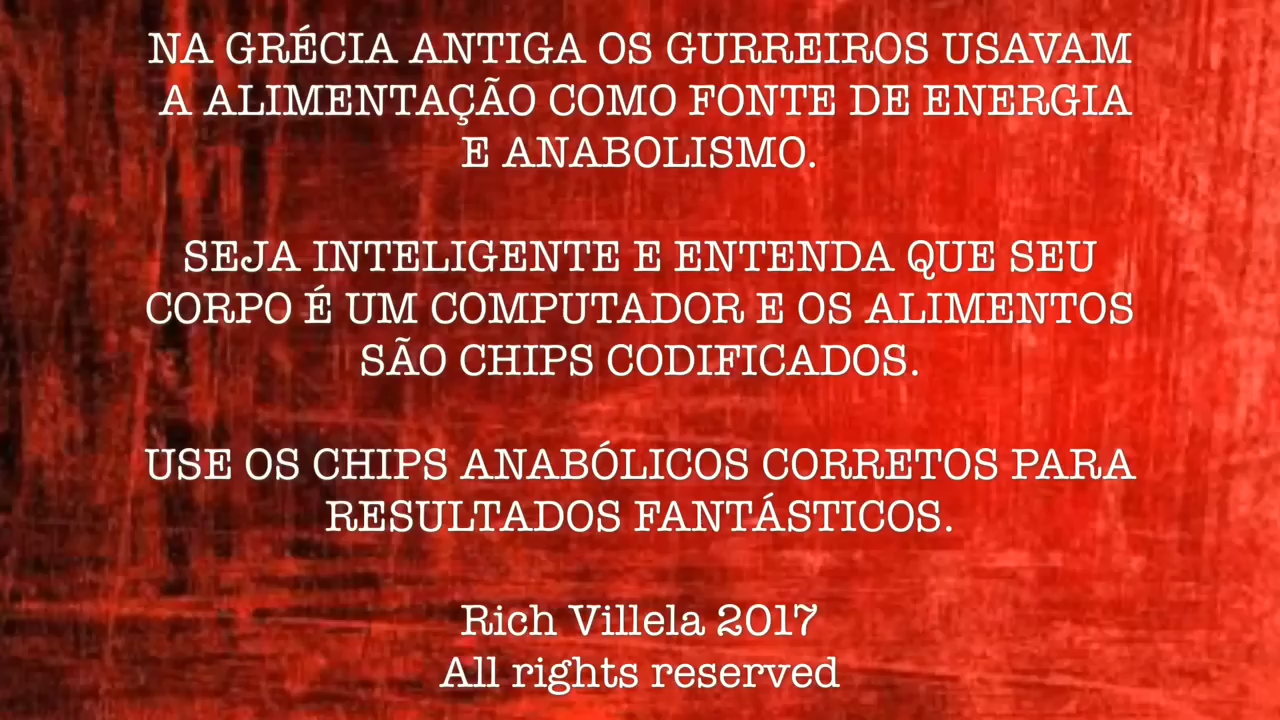 NA GRÉCIA ANTIGA OS GURREIROS USAVAM
A ALIMENTAÇÃO COMO FONTE DE ENERGIA
E ANABOLISMO.
SEJA INTELIGENTE E ENTENDA QUE SEU
CORPO É UM COMPUTADOR E OS ALIMENTOS
SÃO CHIPS CODIFICADOS.
USE OS CHIPS ANABÓLICOS CORRETOS PARA
RESULTADOS FANTÁSTICOS.
Rich Villela 2017
All rights reserved